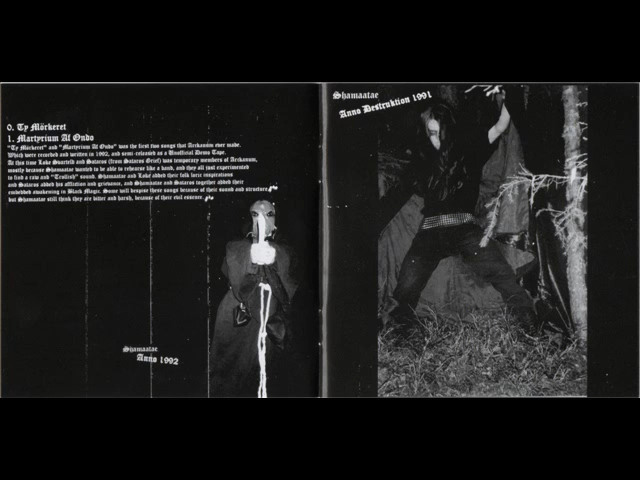 0. Ty Mörkeret
1. Martyrium Af Ondo
"Ty Mörkeret" and "Martyrium Af Ondo" was the first two songs that Arckanum ever made.
Which were recorded and written in 1992, and semi-released as a Unofficial Demo Tape.
At this time Loke Svarteld and Sataros (from Sataros Grief) was temporary members of Arckanum,
mostly because Shamaatae wanted to be able to rehearse like a band, and they all just experimented
to find a raw and "Trollish" sound. Shamaatae and Loke added their folk loric inspirations
and Sataros added his affliction and grievance, and Shamaatae and Sataros together added their
embedded awakening in Black Magic. Some will despise these songs because of their sound and structure,
but Shamaatae still think they are bitter and harsh, because of their evil essence.
Shamaatae
Anno 1992
Shamaatae
Anno Destruktion 1991